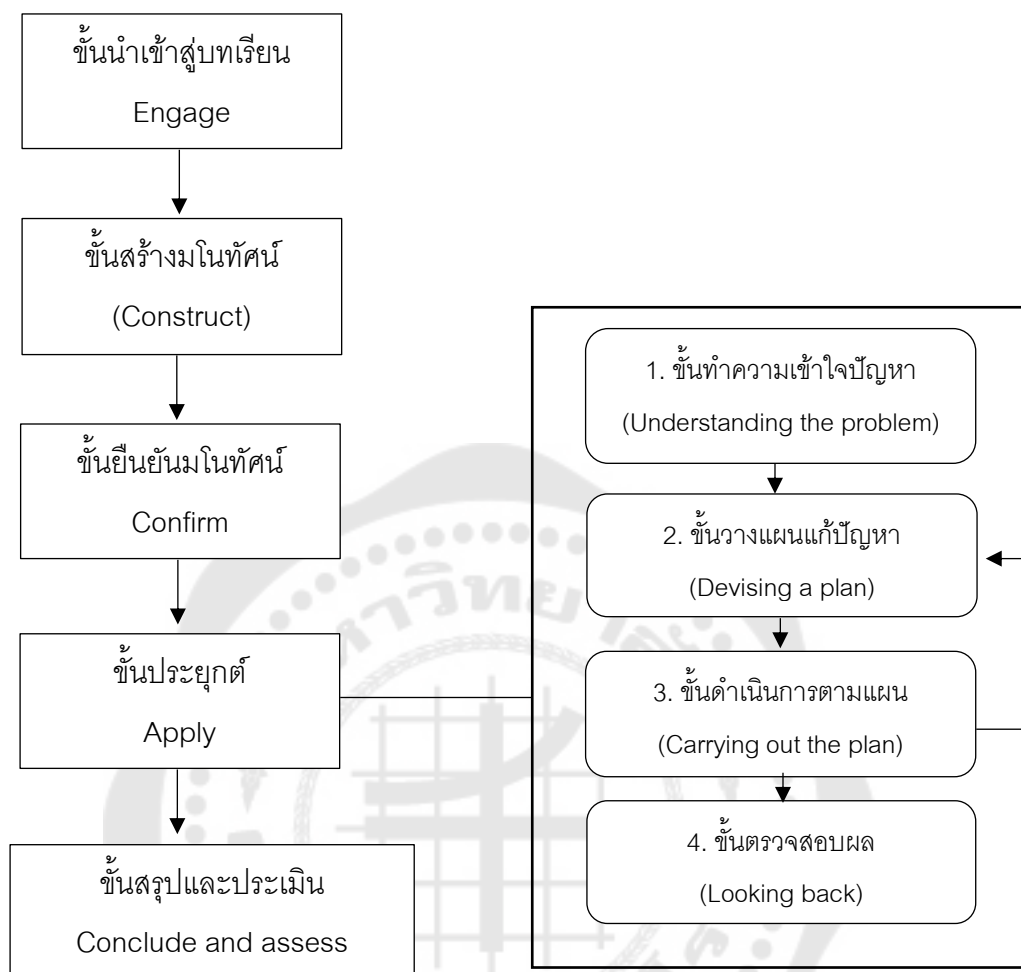 ขั้นนำเข้าสู่บทเรียน
Engage
ขั้นสร้างมโนทัศน์
(Construct)
ขั้นยืนยันมโนทัศน์
Confirm
ขั้นประยุกต์
Apply
ขั้นสรุปและประเมิน
Conclude and assess
1. ขั้นทำความเข้าใจปัญหา
(Understanding the problem)
2. ขั้นวางแผนแก้ปัญหา
(Devising a plan)
3. ขั้นดำเนินการตามแผน
(Carrying out the plan)
4. ขั้นตรวจสอบผล
(Looking back)